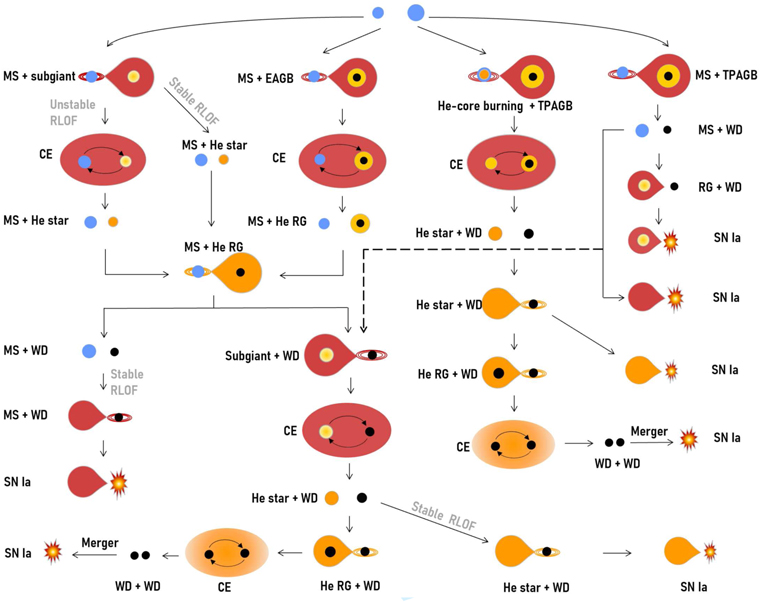 MS + subgiant
MS + EAGB
He-core burning + TPAGB
MS + TPAGB
Unstable
RLOF
Stable RLOF
MS + WD
CE
MS + He star
CE
CE
RG + WD
MS + He star
MS + He RG
He star + WD
SN Ia
MS + He RG
SN Ia
He star + WD
MS + WD
Subgiant + WD
He RG + WD
SN Ia
Stable
RLOF
MS + WD
CE
CE
Merger
SN Ia
WD + WD
SN Ia
He star + WD
Stable RLOF
SN Ia
Merger
WD + WD
CE
He RG + WD
He star + WD
SN Ia